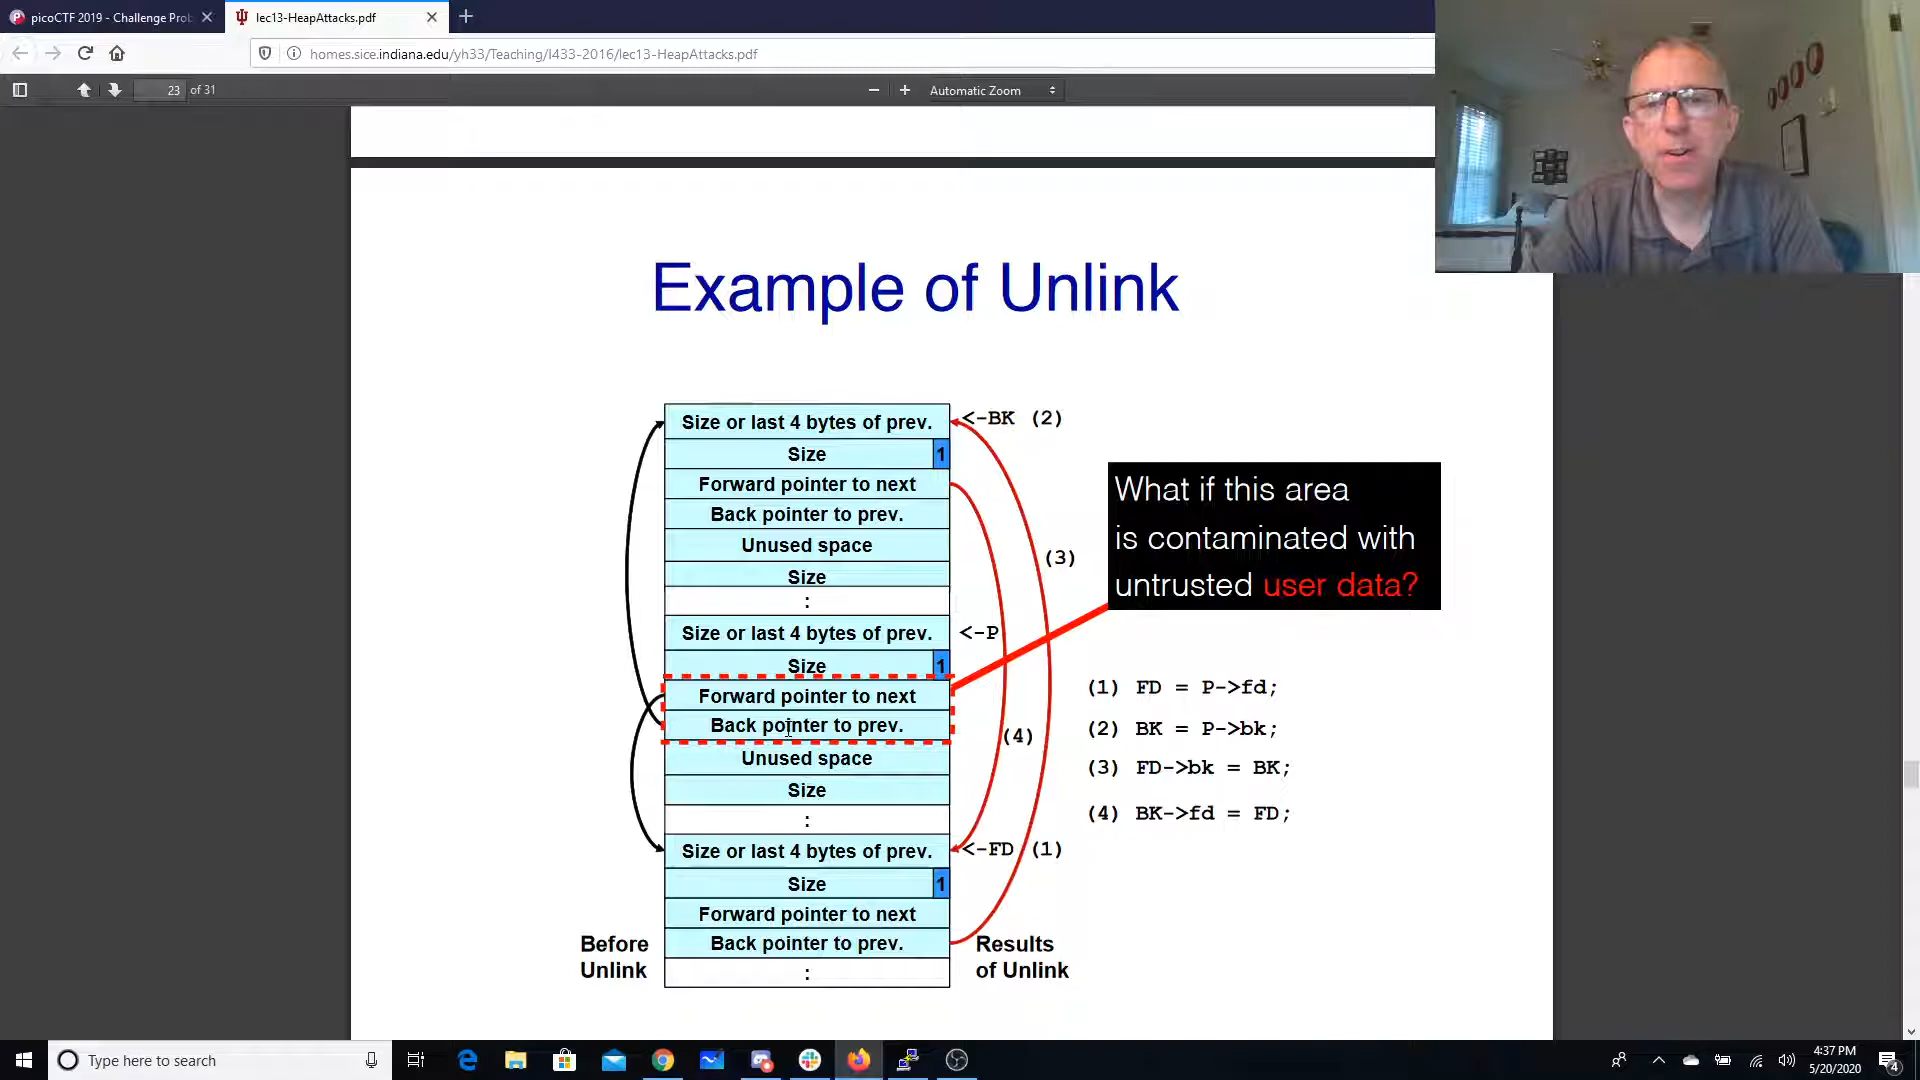 picoCTF 2019 - Challenge Prob
lec13-HeapAttacks.pdf
homes.sice.indiana.edu/yh33/Teaching/I433-2016/lec13-HeapAttacks.pdf
23 of 31
Automatic Zoom
Example of Unlink
Size or last 4 bytes of prev.
<-BK (2)
Size
1
Forward pointer to next
Back pointer to prev.
Unused space
Size
:
Size or last 4 bytes of prev.
<-P
Size
1
Forward pointer to next
Back pointer to prev.
Unused space
Size
:
Size or last 4 bytes of prev.
<-FD (1)
Size
1
Forward pointer to next
Back pointer to prev.
:
(3)
(4)
Before
Unlink
Results
of Unlink
What if this area
is contaminated with
untrusted user data?
(1) FD = P->fd;
(2) BK = P->bk;
(3) FD->bk = BK;
(4) BK->fd = FD;
Type here to search
4:37 PM
5/20/2020
4